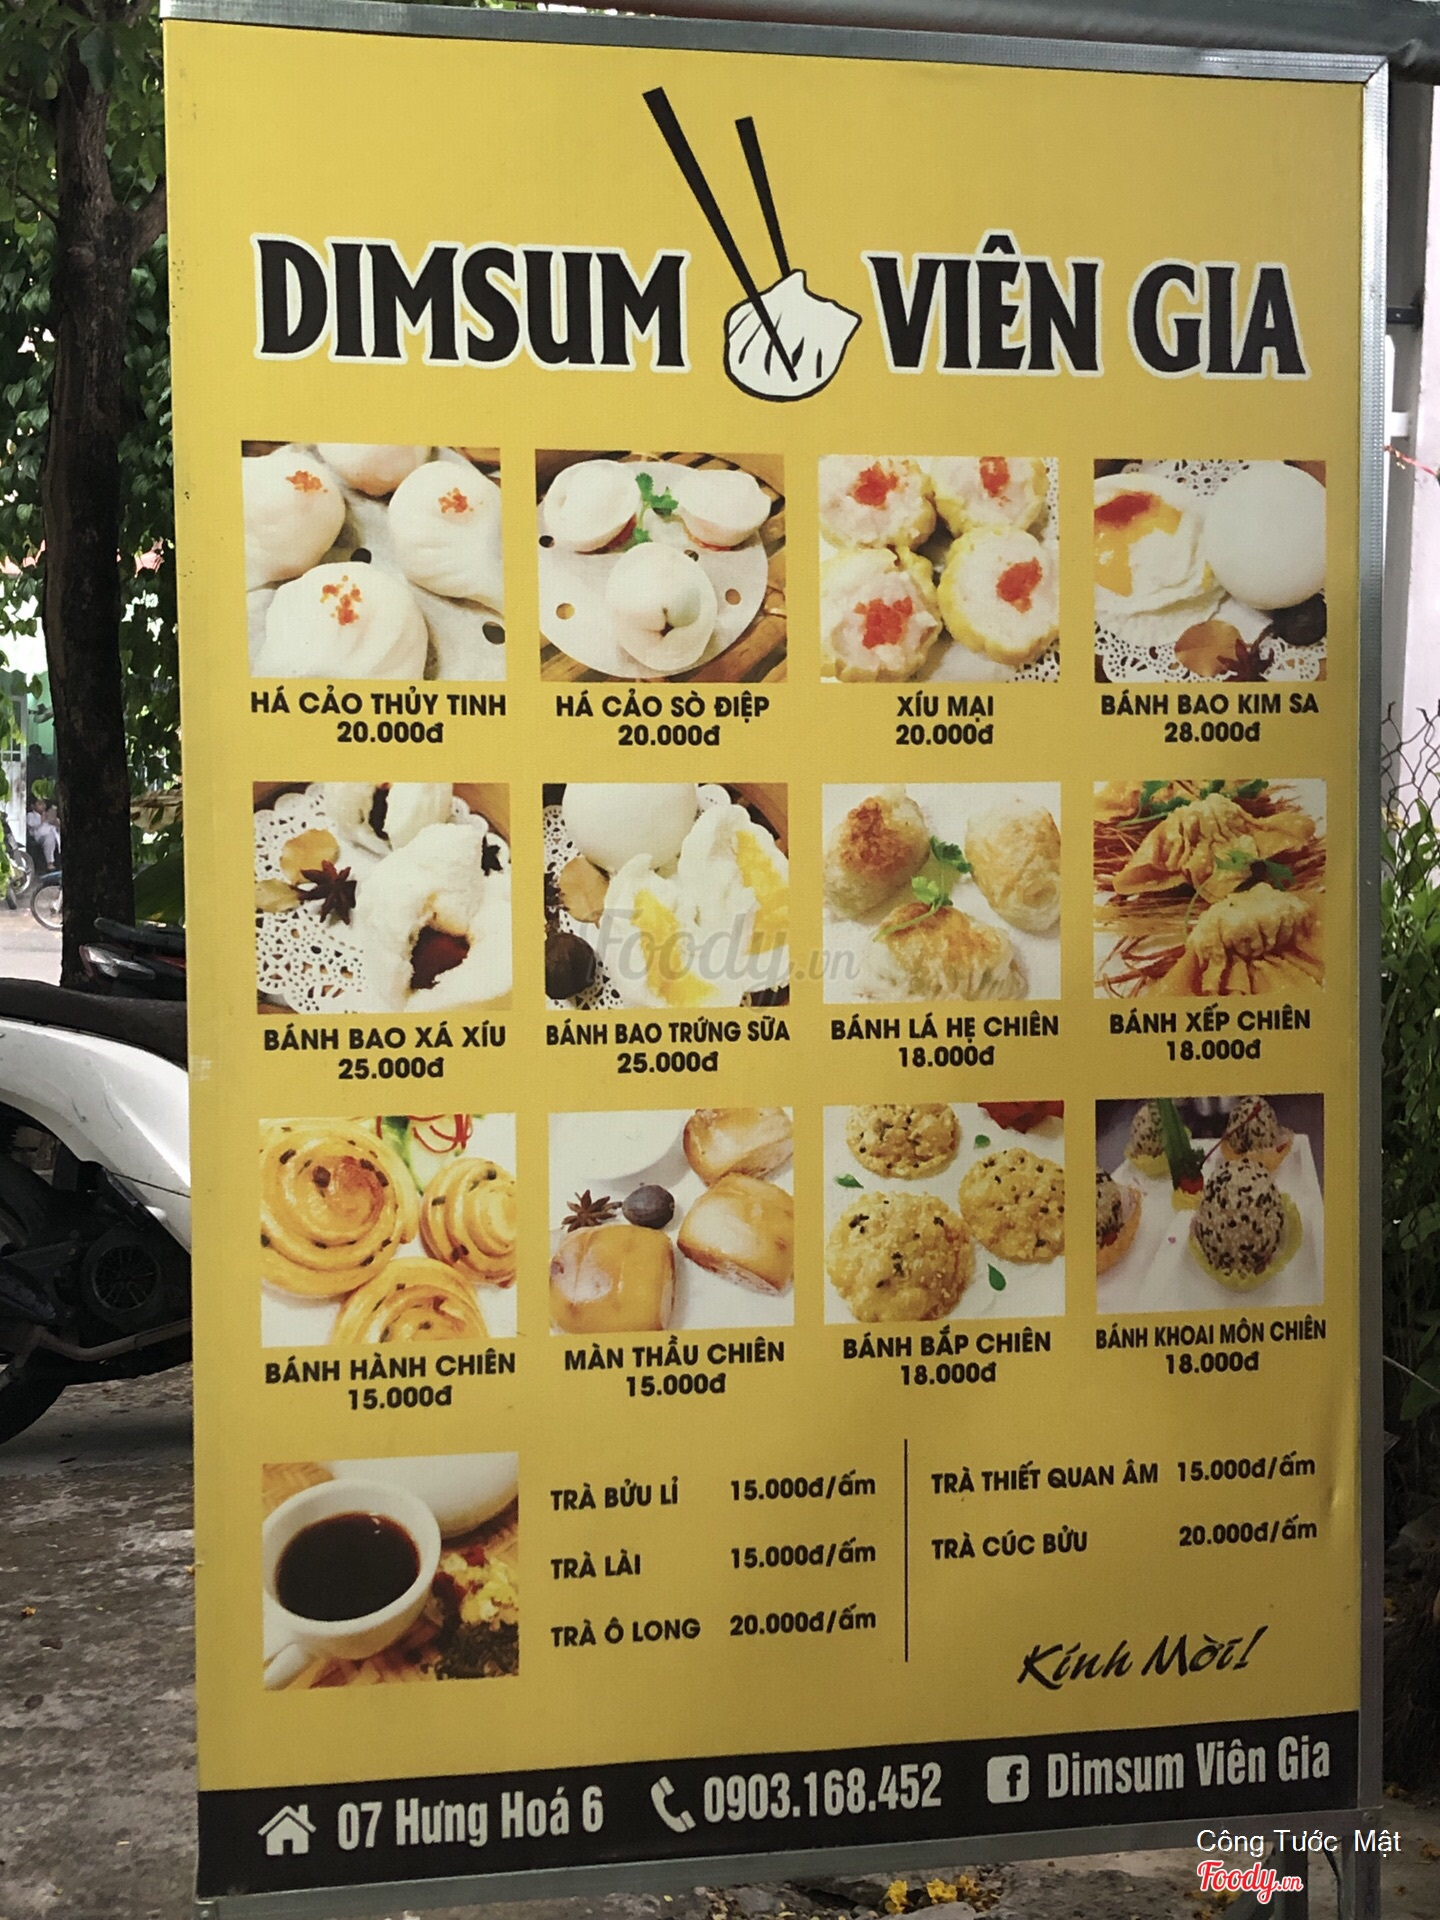 DIMSUM VIÊN GIA
HÁ CẢO THỦY TINH
20.000đ
HÁ CẢO SÒ ĐIỆP
20.000đ
XÍU MẠI
20.000đ
BÁNH BAO KIM SA
28.000đ
BÁNH BAO XÁ XÍU
25.000đ
BÁNH BAO TRỨNG SỮA
25.000đ
BÁNH LÁ HẸ CHIÊN
18.000đ
BÁNH XẾP CHIÊN
18.000đ
Foody.vn
BÁNH HÀNH CHIÊN
15.000đ
MÀN THẦU CHIÊN
15.000đ
BÁNH BẮP CHIÊN
18.000đ
BÁNH KHOAI MÔN CHIÊN
18.000đ
TRÀ BỬU LỈ 15.000đ/ấm
TRÀ LÀI 15.000đ/ấm
TRÀ Ô LONG 20.000đ/ấm
TRÀ THIẾT QUAN ÂM 15.000đ/ấm
TRÀ CÚC BỬU 20.000đ/ấm
Kính Mời!
07 Hưng Hoá 6 0903.168.452 f Dimsum Viên Gia
Công Tước Mật
Foody.vn